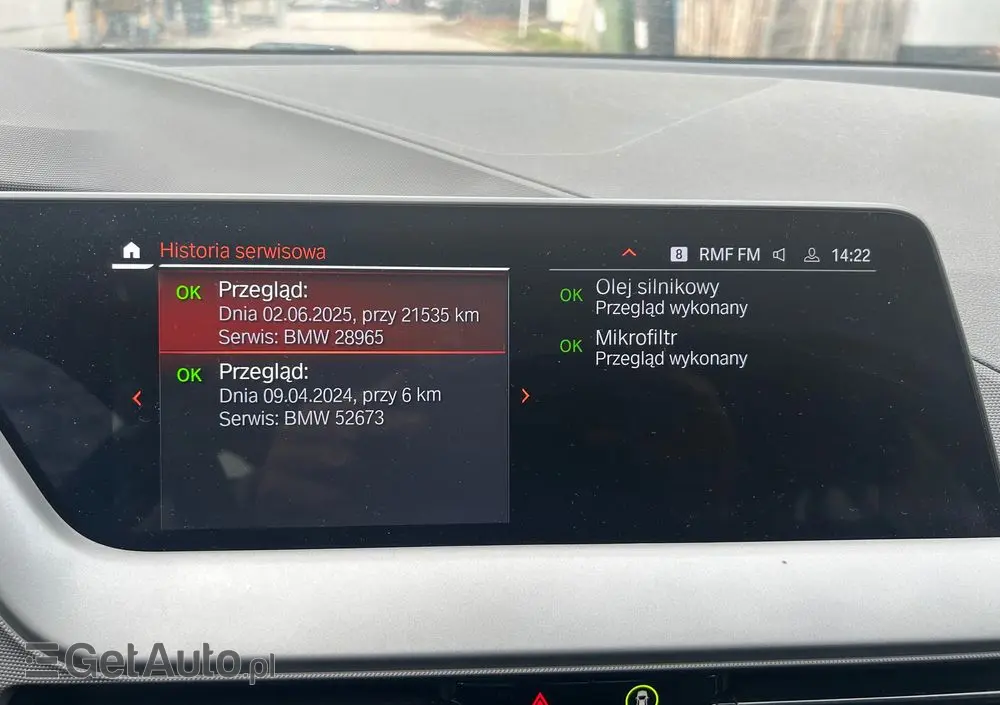 Historia serwisowa
8 RMF FM 14:22
OK Przegląd:
Dnia 02.06.2025, przy 21535 km
Serwis: BMW 28965
OK Przegląd:
Dnia 09.04.2024, przy 6 km
Serwis: BMW 52673
OK Olej silnikowy
Przegląd wykonany
OK Mikrofiltr
Przegląd wykonany
GetAuto.pl